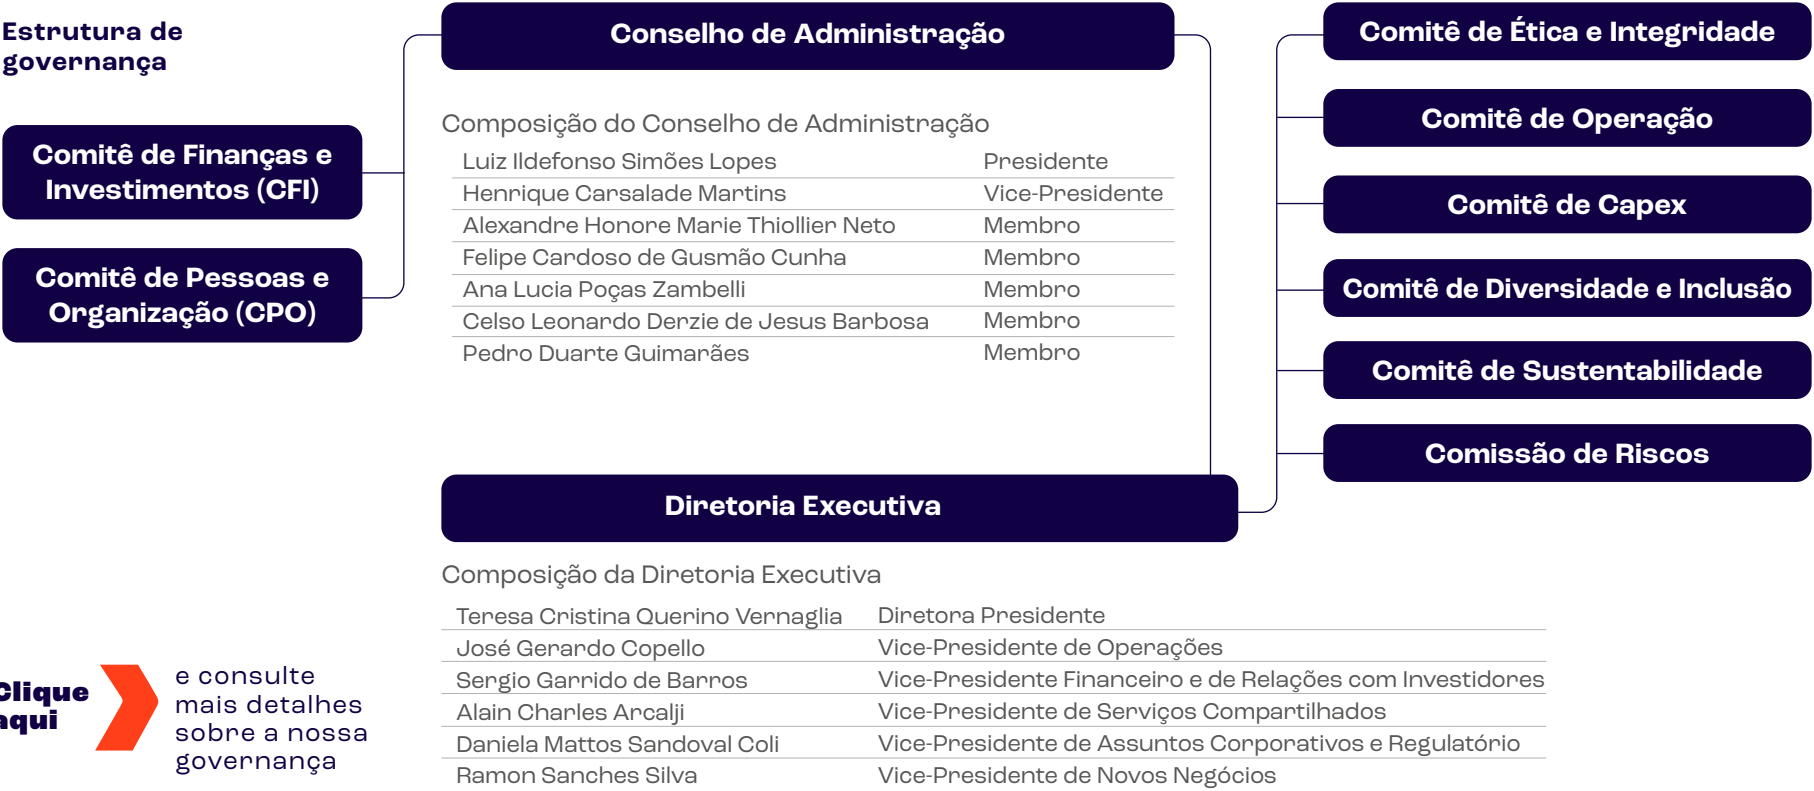 Estrutura de
governança
Comitê de Finanças e
Investimentos (CFI)
Comitê de Pessoas e
Organização (CPO)
Conselho de Administração
Composição do Conselho de Administração
Luiz Ildefonso Simões Lopes Presidente
Henrique Carsalade Martins Vice-Presidente
Alexandre Honore Marie Thiollier Neto Membro
Felipe Cardoso de Gusmão Cunha Membro
Ana Lucia Poças Zambelli Membro
Celso Leonardo Derzie de Jesus Barbosa Membro
Pedro Duarte Guimarães Membro
Comitê de Ética e Integridade
Comitê de Operação
Comitê de Capex
Comitê de Diversidade e Inclusão
Comitê de Sustentabilidade
Comissão de Riscos
Diretoria Executiva
Composição da Diretoria Executiva
Teresa Cristina Querino Vernaglia Diretora Presidente
José Gerardo Copello Vice-Presidente de Operações
Sergio Garrido de Barros Vice-Presidente Financeiro e de Relações com Investidores
Alain Charles Arcalji Vice-Presidente de Serviços Compartilhados
Daniela Mattos Sandoval Coli Vice-Presidente de Assuntos Corporativos e Regulatório
Ramon Sanches Silva Vice-Presidente de Novos Negócios
Clique
aqui
e consulte
mais detalhes
sobre a nossa
governança